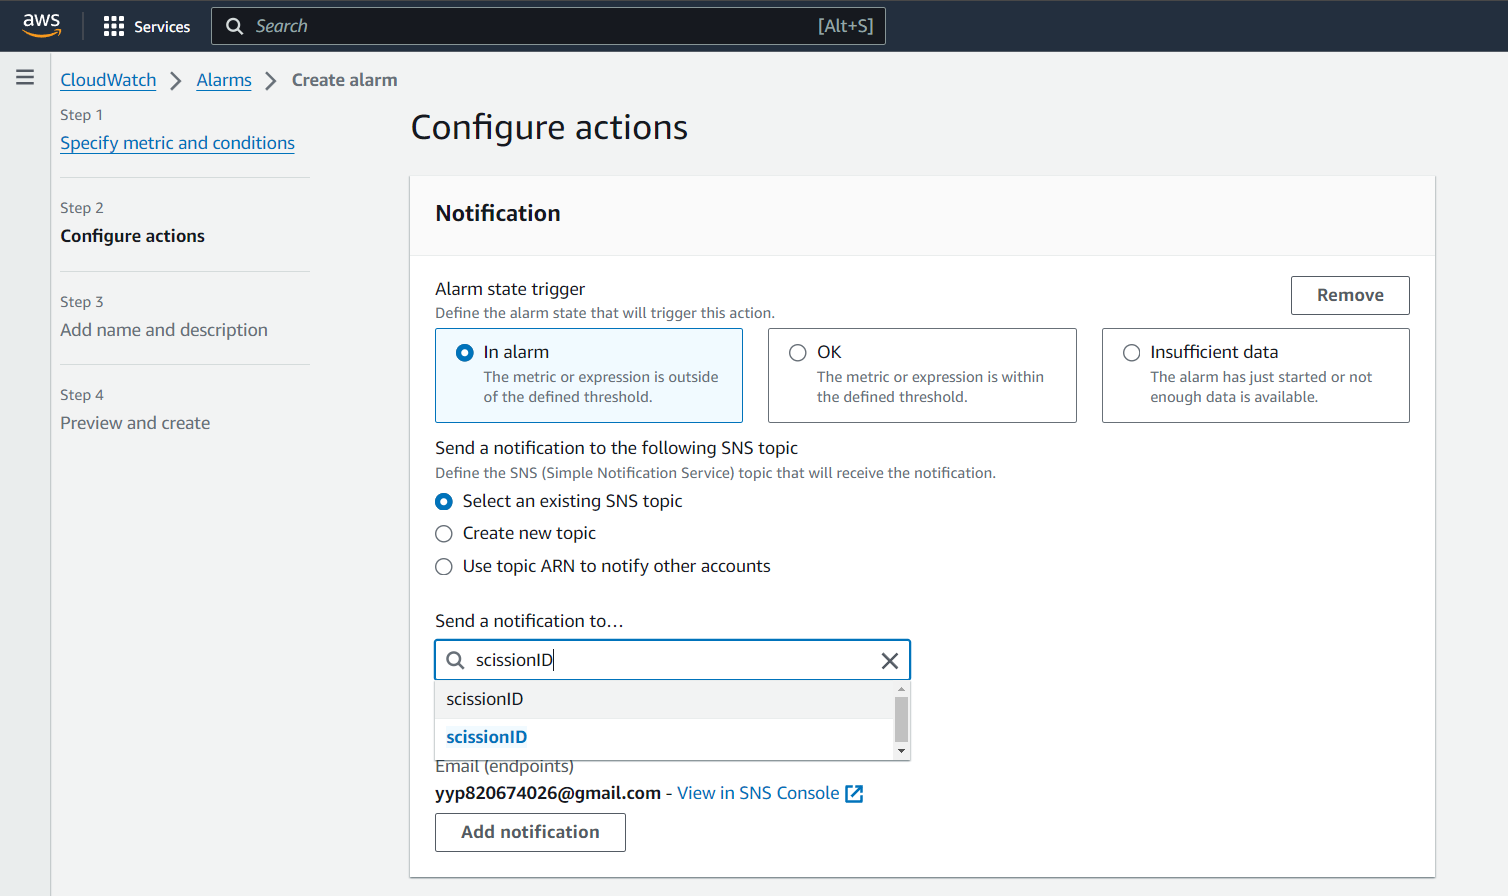 aws
Services
Search
[Alt+S]
CloudWatch
Alarms
Create alarm
Step 1
Specify metric and conditions
Step 2
Configure actions
Step 3
Add name and description
Step 4
Preview and create
Configure actions
Notification
Alarm state trigger
Define the alarm state that will trigger this action.
Remove
In alarm
The metric or expression is outside
of the defined threshold.
OK
The metric or expression is within
the defined threshold.
Insufficient data
The alarm has just started or not
enough data is available.
Send a notification to the following SNS topic
Define the SNS (Simple Notification Service) topic that will receive the notification.
Select an existing SNS topic
Create new topic
Use topic ARN to notify other accounts
Send a notification to…
scissionID
scissionID
scissionID
Email (endpoints)
yyp820674026@gmail.com - View in SNS Console
Add notification